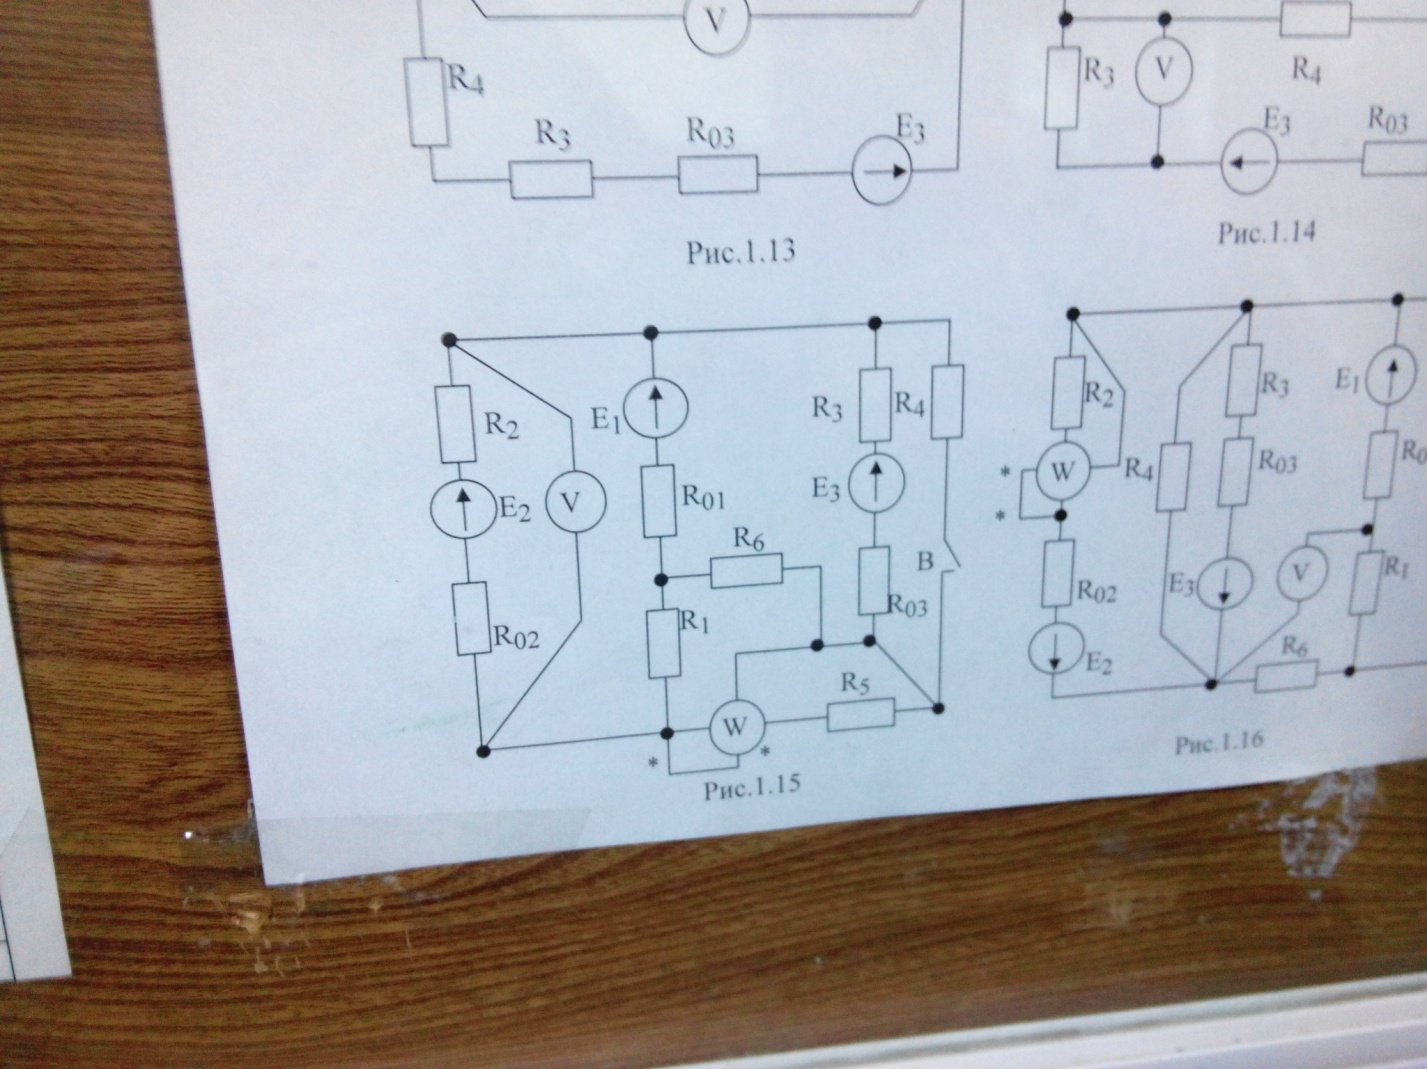 V
R4
R3
R03
E3
Рис.1.13
R3
V
R4
E3
R03
Рис.1.14
R2
E2
R02
V
E1
R01
R6
R1
R3
R4
E3
R03
B
R5
W
*
*
Рис.1.15
R2
W
*
*
R02
E2
R4
R3
R03
E3
V
E1
R1
R6
Рис.1.16